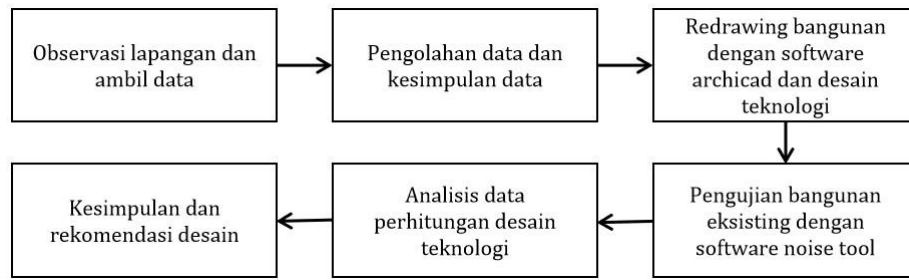 Observasi lapangan dan
ambil data
Pengolahan data dan
kesimpulan data
Redrawing bangunan
dengan software
archicad dan desain
teknologi
Pengujian bangunan
eksisting dengan
software noise tool
Analisis data
perhitungan desain
teknologi
Kesimpulan dan
rekomendasi desain